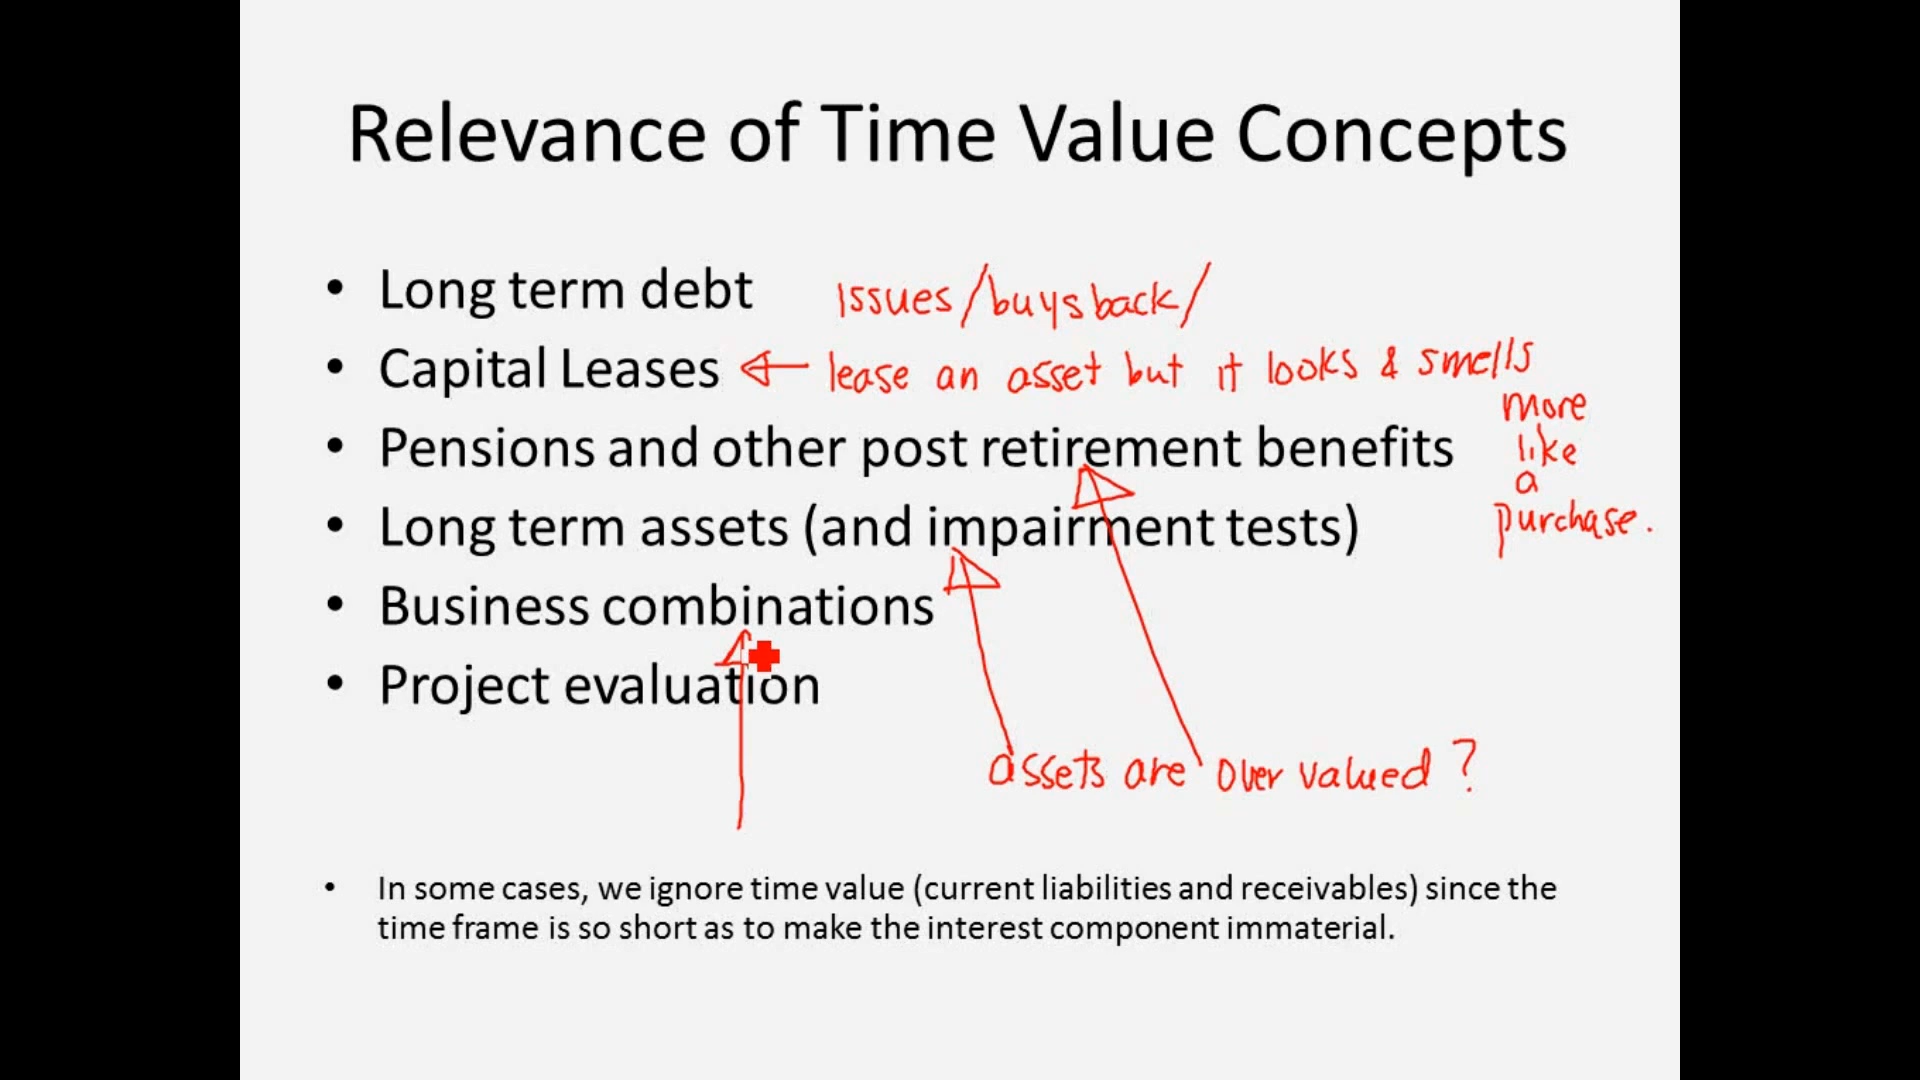 Relevance of Time Value Concepts
• Long term debt Issues/buys back/
• Capital Leases lease an asset but it looks & smells
more
• Pensions and other post retirement benefits like
a
• Long term assets (and impairment tests) purchase.
• Business combinations
• Project evaluation
assets are over valued ?
• In some cases, we ignore time value (current liabilities and receivables) since the
time frame is so short as to make the interest component immaterial.